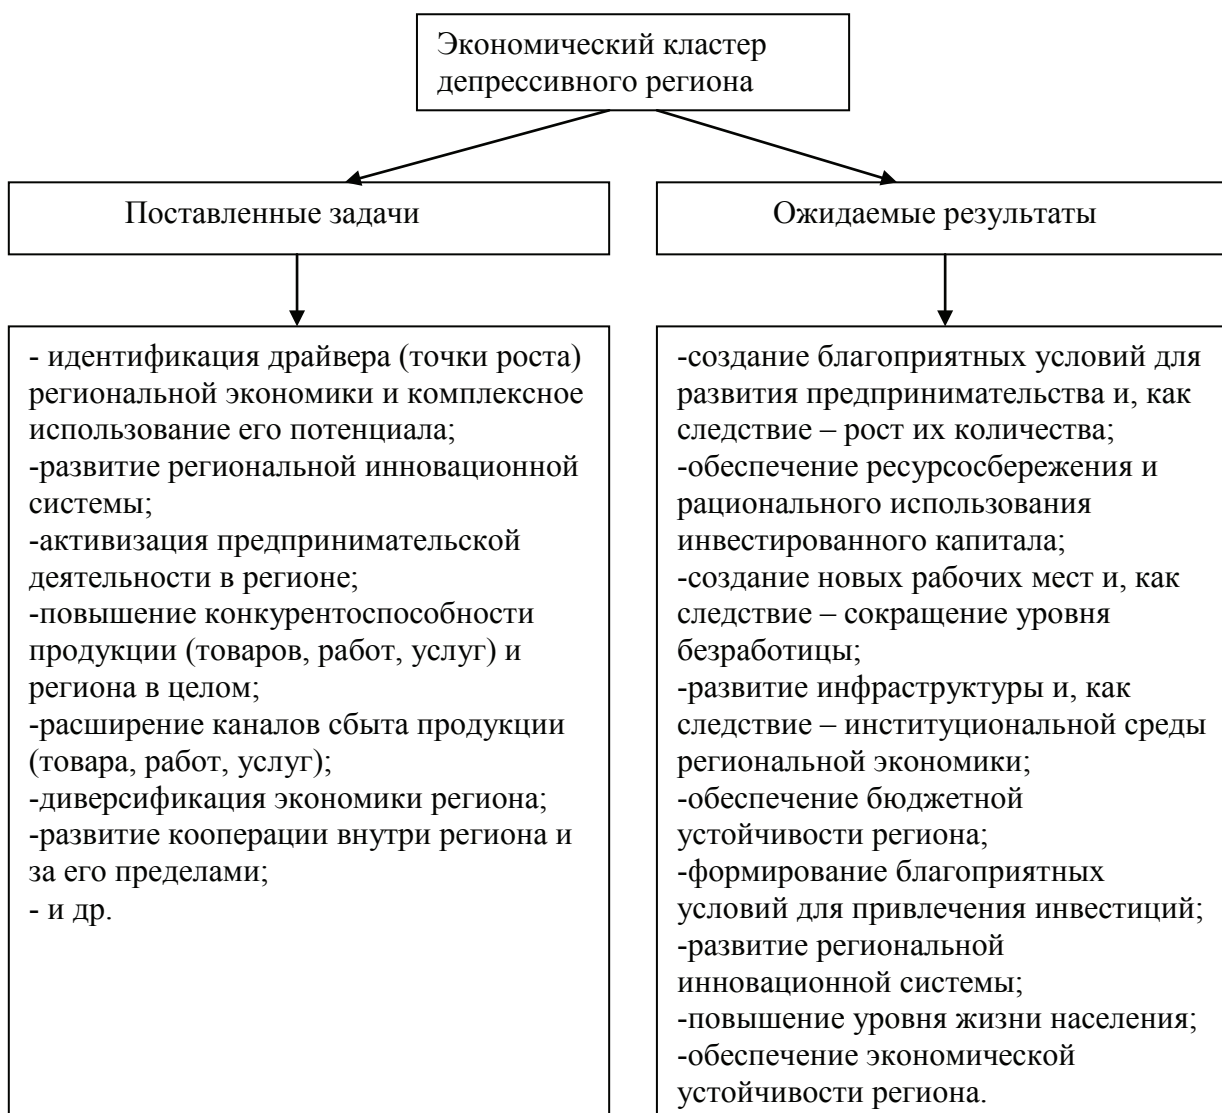 Экономический кластер
депрессивного региона
Поставленные задачи
Ожидаемые результаты
- идентификация драйвера (точки роста)
региональной экономики и комплексное
использование его потенциала;
-развитие региональной инновационной
системы;
-активизация предпринимательской
деятельности в регионе;
-повышение конкурентоспособности
продукции (товаров, работ, услуг) и
региона в целом;
-расширение каналов сбыта продукции
(товара, работ, услуг);
-диверсификация экономики региона;
-развитие кооперации внутри региона и
за его пределами;
- и др.
-создание благоприятных условий для
развития предпринимательства и, как
следствие – рост их количества;
-обеспечение ресурсосбережения и
рационального использования
инвестированного капитала;
-создание новых рабочих мест и, как
следствие – сокращение уровня
безработицы;
-развитие инфраструктуры и, как
следствие – институциональной среды
региональной экономики;
-обеспечение бюджетной
устойчивости региона;
-формирование благоприятных
условий для привлечения инвестиций;
-развитие региональной
инновационной системы;
-повышение уровня жизни населения;
-обеспечение экономической
устойчивости региона.